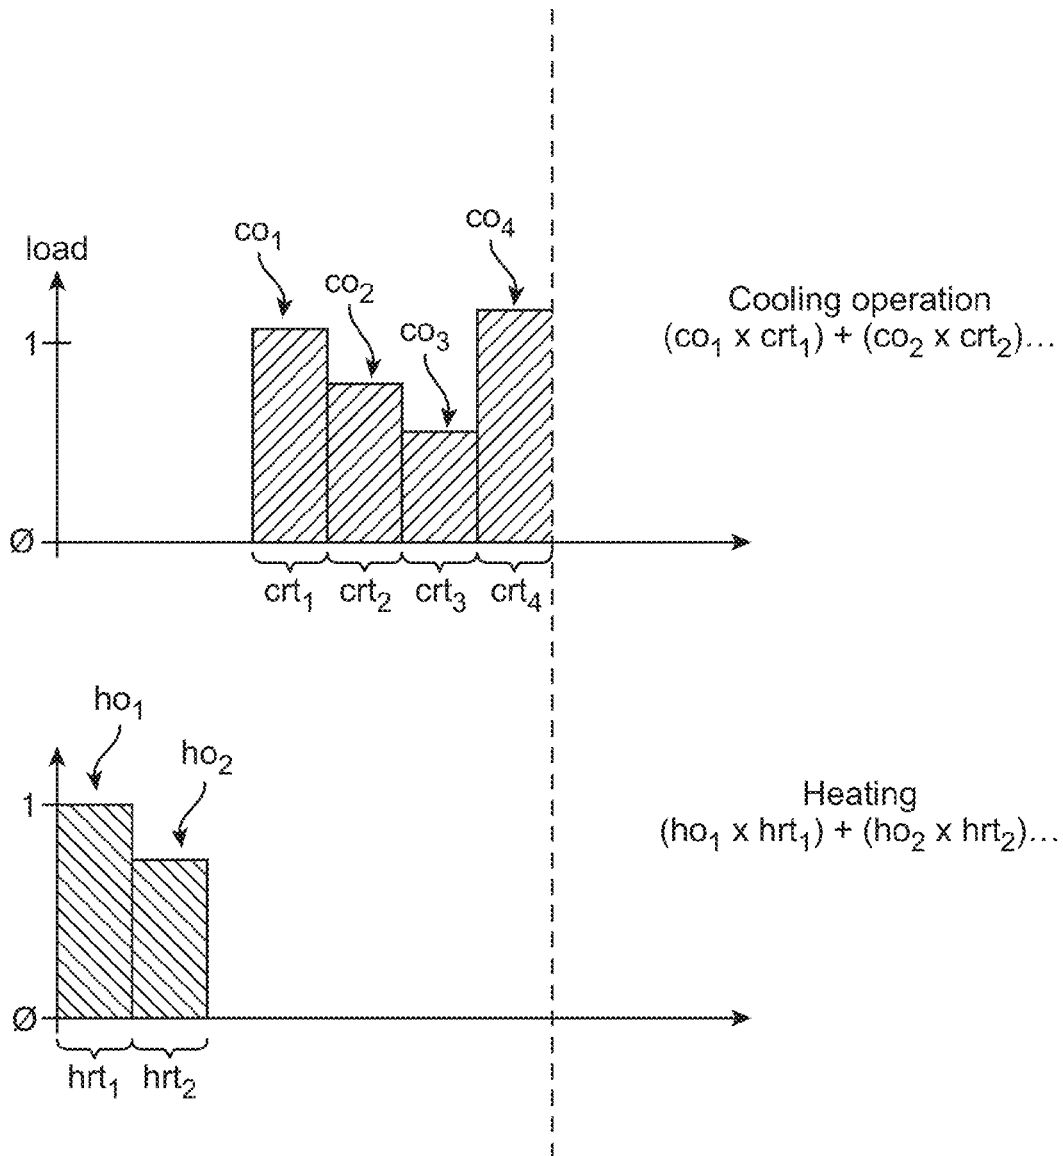 load
1
Ø
co₁
co₂
co₃
co₄
crt₁ crt₂ crt₃ crt₄
Cooling operation
(co₁ x crt₁) + (co₂ x crt₂)...
ho₁
ho₂
1
Ø
hrt₁ hrt₂
Heating
(ho₁ x hrt₁) + (ho₂ x hrt₂)...